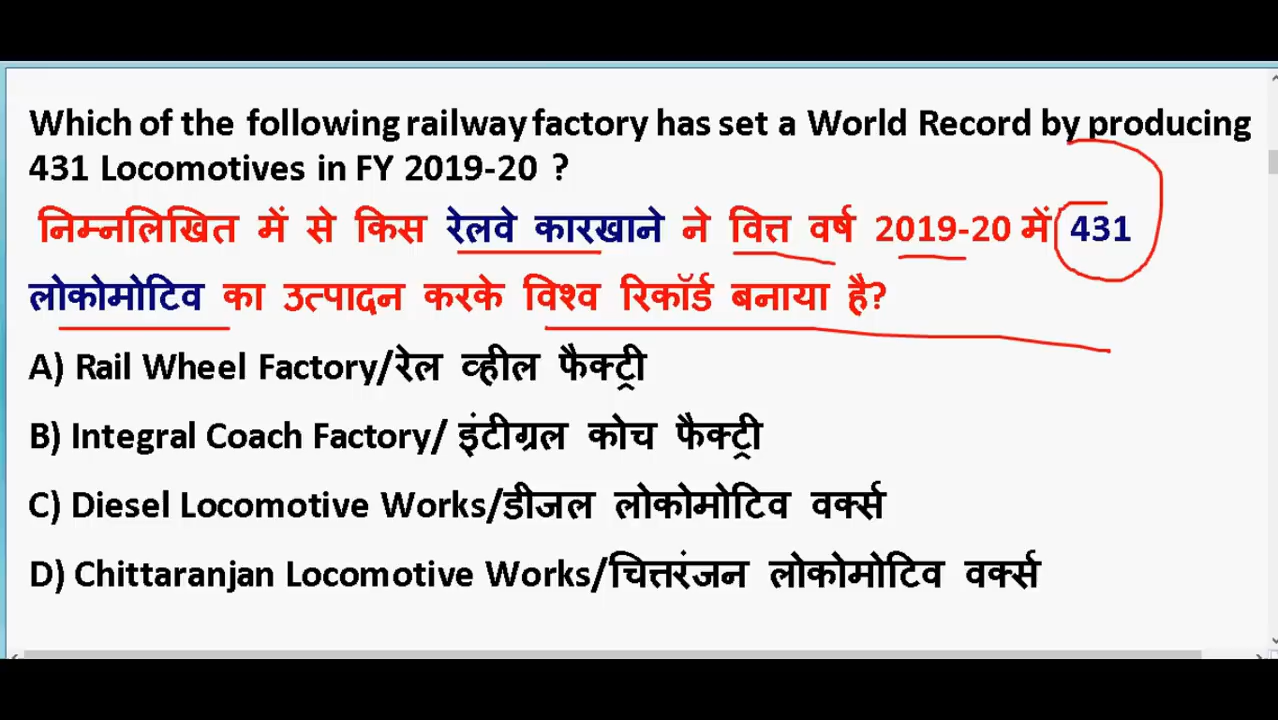 Which of the following railway factory has set a World Record by producing
431 Locomotives in FY 2019-20 ?
निम्नलिखित में से किस रेलवे कारखाने ने वित्त वर्ष 2019-20 में 431
लोकोमोटिव का उत्पादन करके विश्व रिकॉर्ड बनाया है?
A) Rail Wheel Factory/रेल व्हील फैक्ट्री
B) Integral Coach Factory/ इंटीग्रल कोच फैक्ट्री
C) Diesel Locomotive Works/डीजल लोकोमोटिव वर्क्स
D) Chittaranjan Locomotive Works/चित्तरंजन लोकोमोटिव वर्क्स